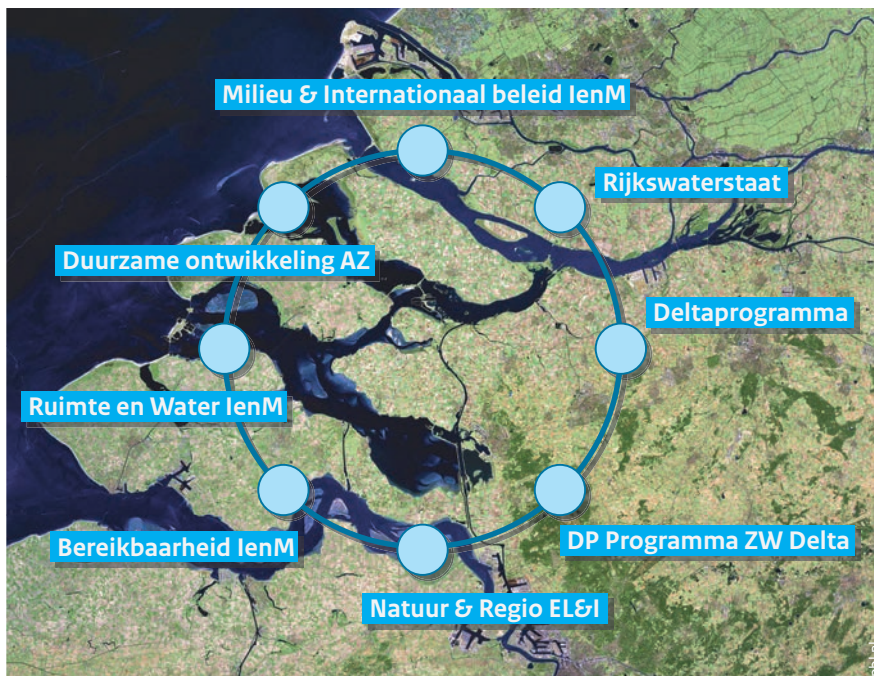 Milieu & Internationaal beleid IenM
Rijkswaterstaat
Duurzame ontwikkeling AZ
Deltaprogramma
Ruimte en Water IenM
Bereikbaarheid IenM
DP Programma ZW Delta
Natuur & Regio EL&I